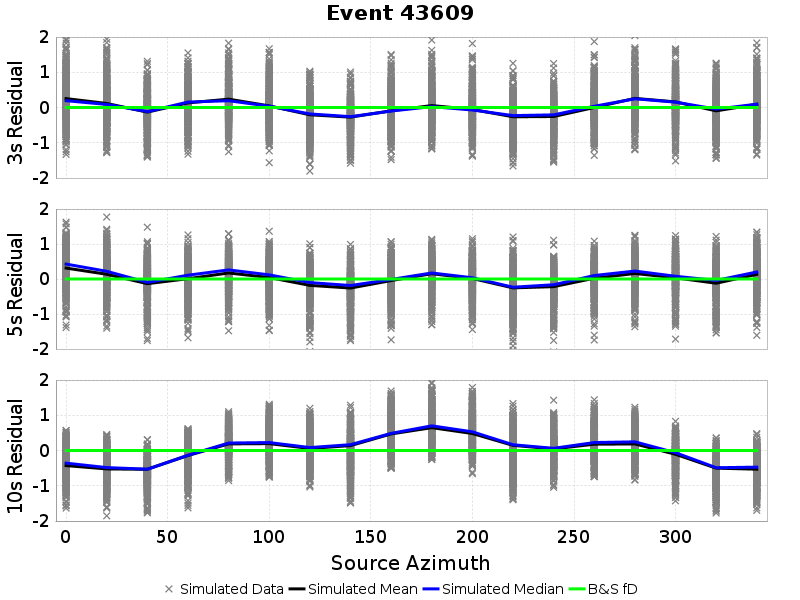 Event 43609
3s Residual
2
1
0
-1
-2
5s Residual
2
1
0
-1
-2
10s Residual
2
1
0
-1
-2
0 50 100 150 200 250 300
Source Azimuth
Simulated Data Simulated Mean Simulated Median B&S fD